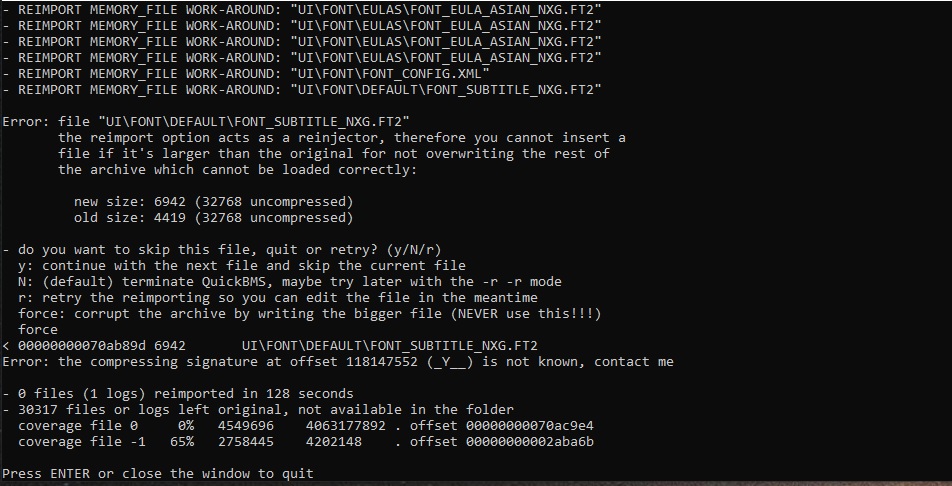 - REIMPORT MEMORY_FILE WORK-AROUND: "UI\FONT\EULAS\FONT_EULA_ASIAN_NXG.FT2"
- REIMPORT MEMORY_FILE WORK-AROUND: "UI\FONT\EULAS\FONT_EULA_ASIAN_NXG.FT2"
- REIMPORT MEMORY_FILE WORK-AROUND: "UI\FONT\EULAS\FONT_EULA_ASIAN_NXG.FT2"
- REIMPORT MEMORY_FILE WORK-AROUND: "UI\FONT\EULAS\FONT_EULA_ASIAN_NXG.FT2"
- REIMPORT MEMORY_FILE WORK-AROUND: "UI\FONT\FONT_CONFIG.XML"
- REIMPORT MEMORY_FILE WORK-AROUND: "UI\FONT\DEFAULT\FONT_SUBTITLE_NXG.FT2"
Error: file "UI\FONT\DEFAULT\FONT_SUBTITLE_NXG.FT2"
the reimport option acts as a reinjector, therefore you cannot insert a
file if it's larger than the original for not overwriting the rest of
the archive which cannot be loaded correctly:
new size: 6942 (32768 uncompressed)
old size: 4419 (32768 uncompressed)
- do you want to skip this file, quit or retry? (y/N/r)
y: continue with the next file and skip the current file
N: (default) terminate QuickBMS, maybe try later with the -r -r mode
r: retry the reimporting so you can edit the file in the meantime
force: corrupt the archive by writing the bigger file (NEVER use this!!!)
force
< 00000000070ab89d 6942 UI\FONT\DEFAULT\FONT_SUBTITLE_NXG.FT2
Error: the compressing signature at offset 118147552 (_Y__) is not known, contact me
- 0 files (1 logs) reimported in 128 seconds
- 30317 files or logs left original, not available in the folder
coverage file 0 0% 4549696 4063177892 . offset 00000000070ac9e4
coverage file -1 65% 2758445 4202148 . offset 0000000002aba6b
Press ENTER or close the window to quit